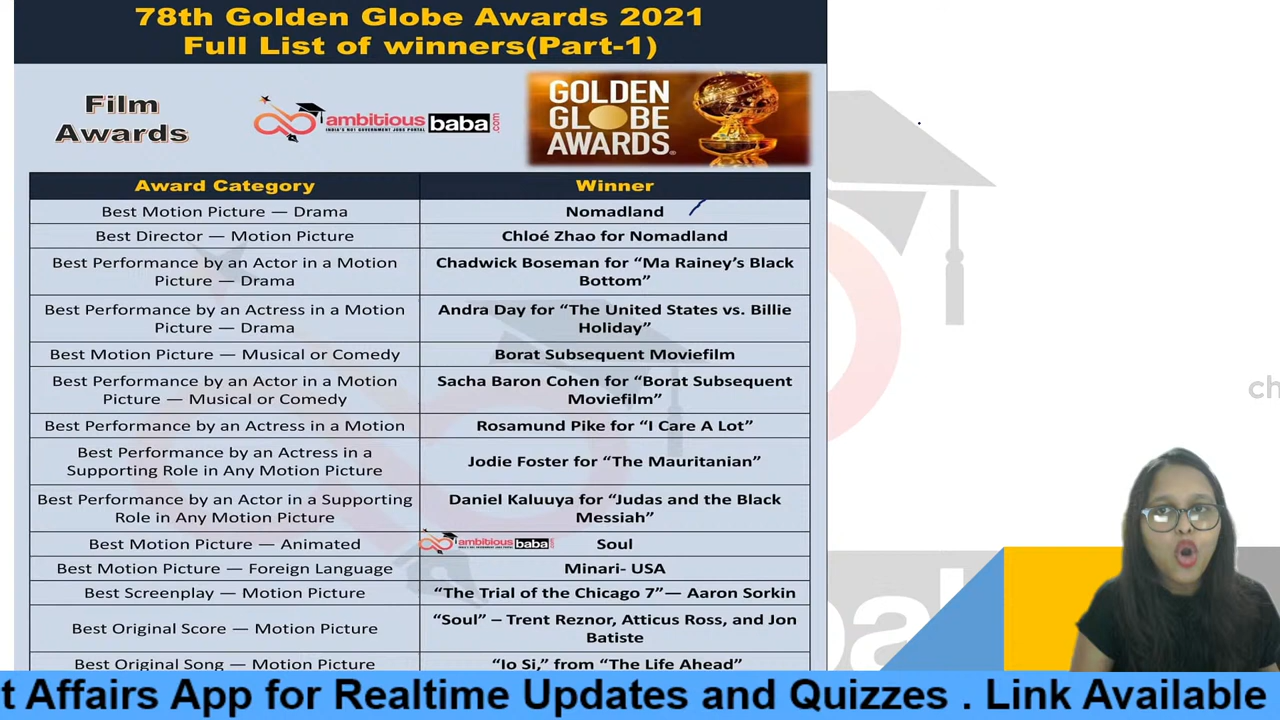 78th Golden Globe Awards 2021
Full List of winners(Part-1)
Film
Awards
ambitious baba .com
INDIA'S NO1 GOVERNMENT JOBS PORTAL
GOLDEN
GLOBE
AWARDS®
Award Category Winner
Best Motion Picture — Drama Nomadland
Best Director — Motion Picture Chloé Zhao for Nomadland
Best Performance by an Actor in a Motion Chadwick Boseman for “Ma Rainey’s Black
Picture — Drama Bottom”
Best Performance by an Actress in a Motion Andra Day for “The United States vs. Billie
Picture — Drama Holiday”
Best Motion Picture — Musical or Comedy Borat Subsequent Moviefilm
Best Performance by an Actor in a Motion Sacha Baron Cohen for “Borat Subsequent
Picture — Musical or Comedy Moviefilm”
Best Performance by an Actress in a Motion Rosamund Pike for “I Care A Lot”
Best Performance by an Actress in a
Supporting Role in Any Motion Picture Jodie Foster for “The Mauritanian”
Best Performance by an Actor in a Supporting Daniel Kaluuya for “Judas and the Black
Role in Any Motion Picture Messiah”
Best Motion Picture — Animated ambitious baba Soul
Best Motion Picture — Foreign Language Minari- USA
Best Screenplay — Motion Picture “The Trial of the Chicago 7”— Aaron Sorkin
Best Original Score — Motion Picture “Soul” – Trent Reznor, Atticus Ross, and Jon
Batiste
Best Original Song — Motion Picture “Io Si,” from “The Life Ahead”
ch
t Affairs App for Realtime Updates and Quizzes . Link Available